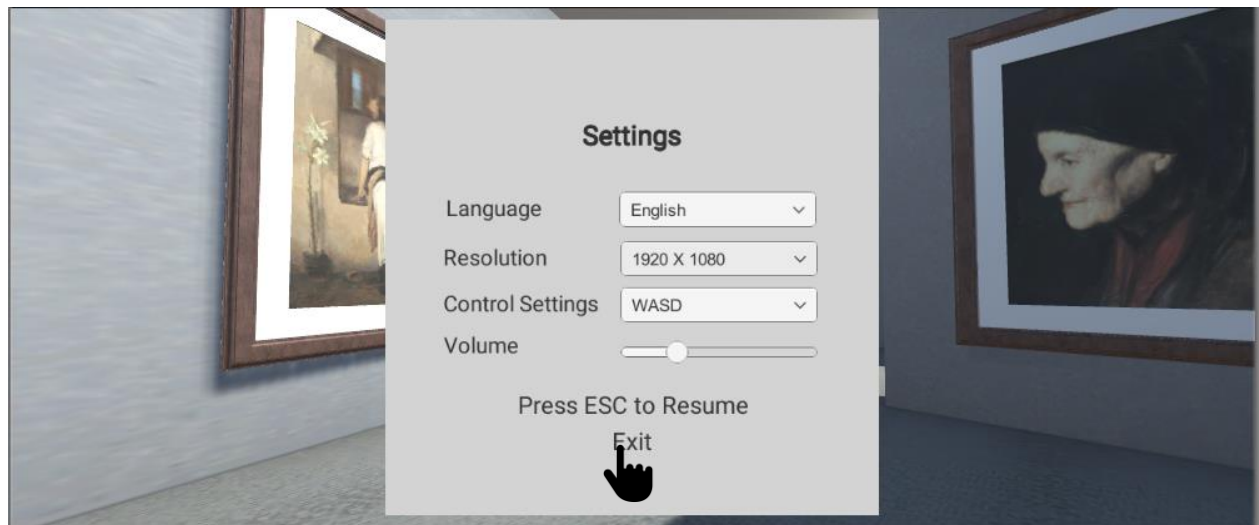 Settings
Language English
Resolution 1920 X 1080
Control Settings WASD
Volume
Press ESC to Resume
Exit